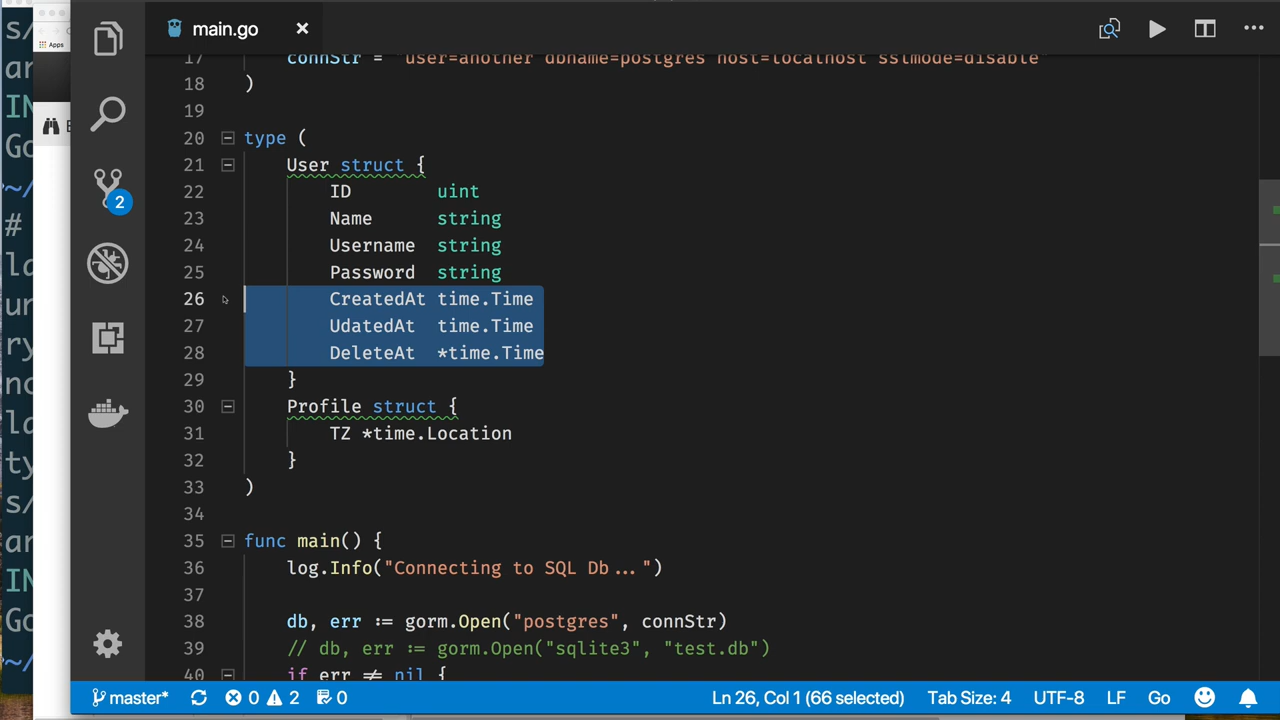 main.go
Apps
17 connStr = "user=another dbname=postgres host=localhost sslmode=disable"
18 )
19
20 type (
21 User struct {
22 ID uint
23 Name string
24 Username string
25 Password string
26 CreatedAt time.Time
27 UdatedAt time.Time
28 DeleteAt *time.Time
29 }
30 Profile struct {
31 TZ *time.Location
32 }
33 )
34
35 func main() {
36 log.Info("Connecting to SQL Db...")
37
38 db, err := gorm.Open("postgres", connStr)
39 // db, err := gorm.Open("sqlite3", "test.db")
40 if err ≠ nil {
2
master* 0 2 0 Ln 26, Col 1 (66 selected) Tab Size: 4 UTF-8 LF Go